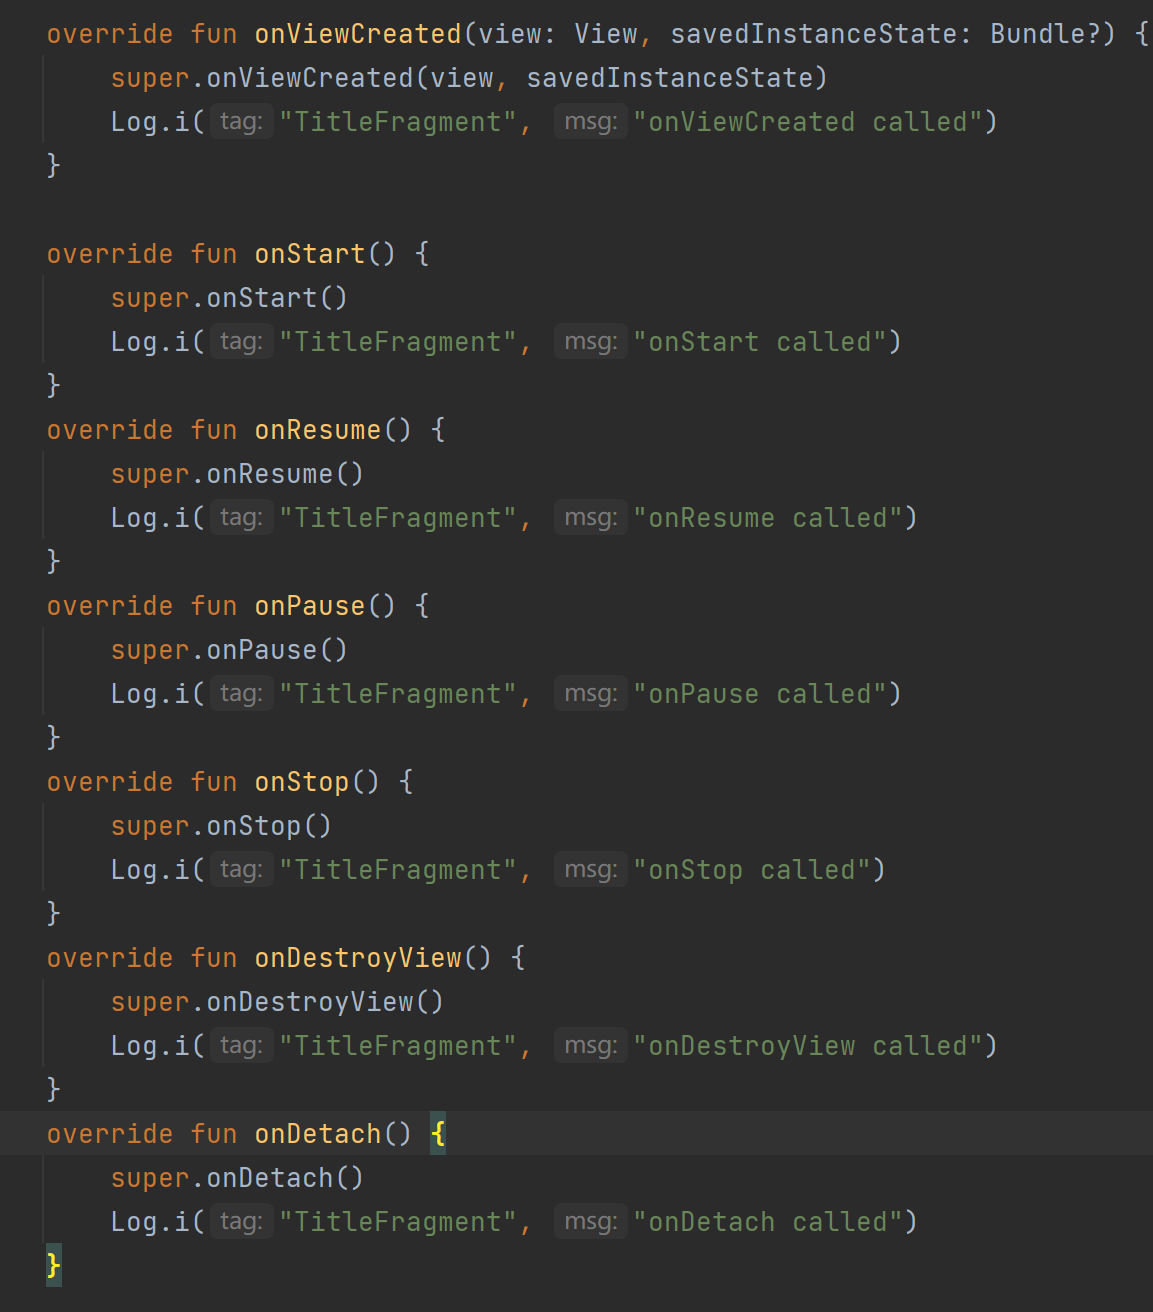 override fun onViewCreated(view: View, savedInstanceState: Bundle?) {
    super.onViewCreated(view, savedInstanceState)
    Log.i( tag: "TitleFragment", msg: "onViewCreated called")
}

override fun onStart() {
    super.onStart()
    Log.i( tag: "TitleFragment", msg: "onStart called")
}
override fun onResume() {
    super.onResume()
    Log.i( tag: "TitleFragment", msg: "onResume called")
}
override fun onPause() {
    super.onPause()
    Log.i( tag: "TitleFragment", msg: "onPause called")
}
override fun onStop() {
    super.onStop()
    Log.i( tag: "TitleFragment", msg: "onStop called")
}
override fun onDestroyView() {
    super.onDestroyView()
    Log.i( tag: "TitleFragment", msg: "onDestroyView called")
}
override fun onDetach() {
    super.onDetach()
    Log.i( tag: "TitleFragment", msg: "onDetach called")
}